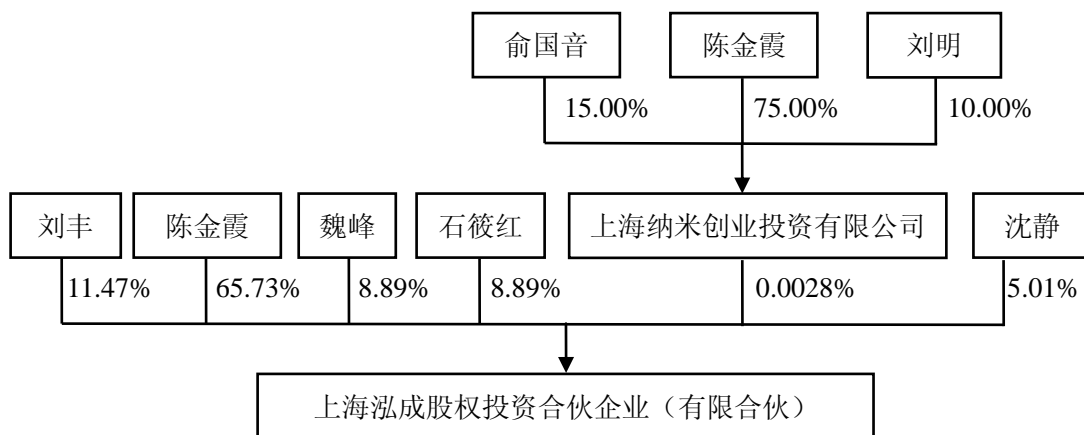 俞国音 陈金霞 刘明
15.00% 75.00% 10.00%
刘丰 陈金霞 魏峰 石筱红 上海纳米创业投资有限公司 沈静
11.47% 65.73% 8.89% 8.89% 0.0028% 5.01%
上海泓成股权投资合伙企业（有限合伙）